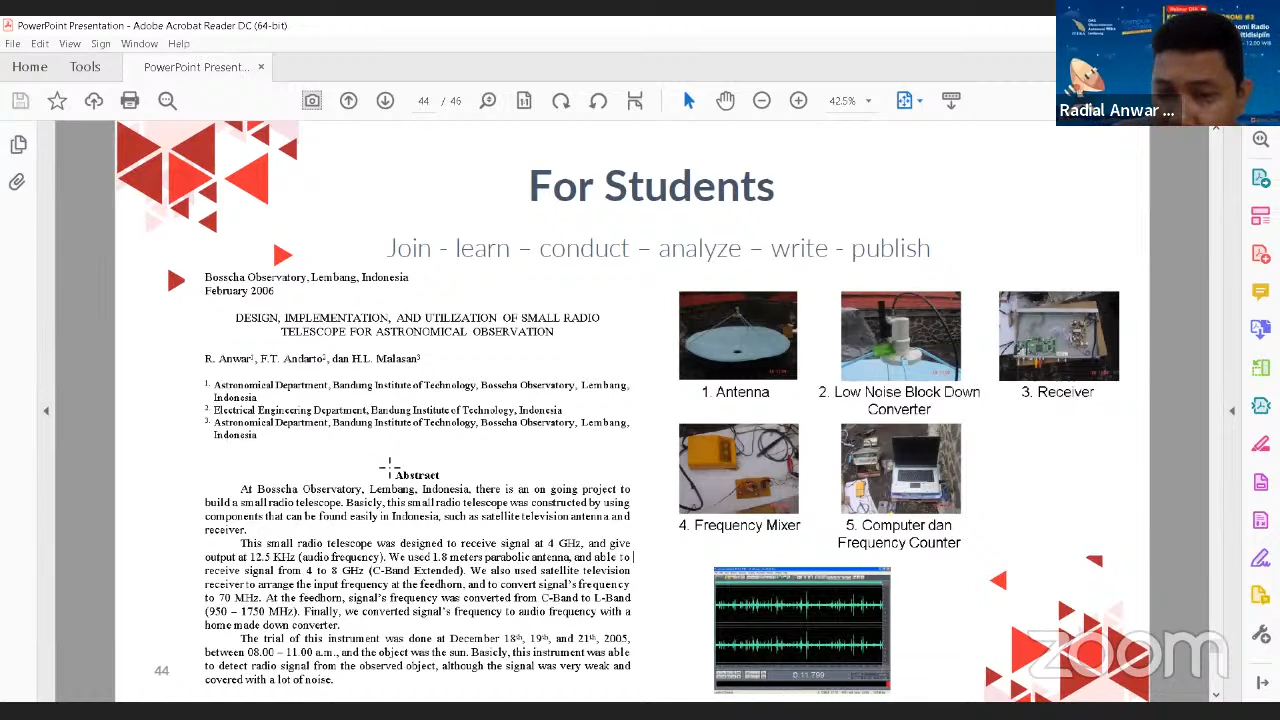 PowerPoint Presentation - Adobe Acrobat Reader DC (64-bit)
File Edit View Sign Window Help
Home Tools PowerPoint Present... ×
44 / 46 42.5%
Webinar OAN
Radial Anwar ...
For Students
Join - learn – conduct – analyze – write - publish
Bosscha Observatory, Lembang, Indonesia
February 2006
DESIGN, IMPLEMENTATION, AND UTILIZATION OF SMALL RADIO
TELESCOPE FOR ASTRONOMICAL OBSERVATION
R. Anwar¹, F.T. Andarto², dan H.L. Malasan³
1. Astronomical Department, Bandung Institute of Technology, Bosscha Observatory, Lembang,
Indonesia
2. Electrical Engineering Department, Bandung Institute of Technology, Indonesia
3. Astronomical Department, Bandung Institute of Technology, Bosscha Observatory, Lembang,
Indonesia
Abstract
At Bosscha Observatory, Lembang, Indonesia, there is an on going project to
build a small radio telescope. Basicly, this small radio telescope was constructed by using
components that can be found easily in Indonesia, such as satellite television antenna and
receiver.
This small radio telescope was designed to receive signal at 4 GHz, and give
output at 12.5 KHz (audio frequency). We used 1.8 meters parabolic antenna, and able to
receive signal from 4 to 8 GHz (C-Band Extended). We also used satellite television
receiver to arrange the input frequency at the feedhorn, and convert signal's frequency
to 70 MHz. At the feedhorn, signal's frequency was converted from C-Band to L-Band
(950 – 1750 MHz). Finally, we converted signal's frequency to audio frequency with a
home made down converter.
The trial of this instrument was done at December 18th, 19th, and 21th, 2005,
between 08.00 – 11.00 a.m., and the object was the sun. Basicly, this instrument was able
to detect radio signal from the observed object, although the signal was very weak and
covered with a lot of noise.
1. Antenna
2. Low Noise Block Down
Converter
3. Receiver
4. Frequency Mixer
5. Computer dan
Frequency Counter
0:11.799
44
zoom